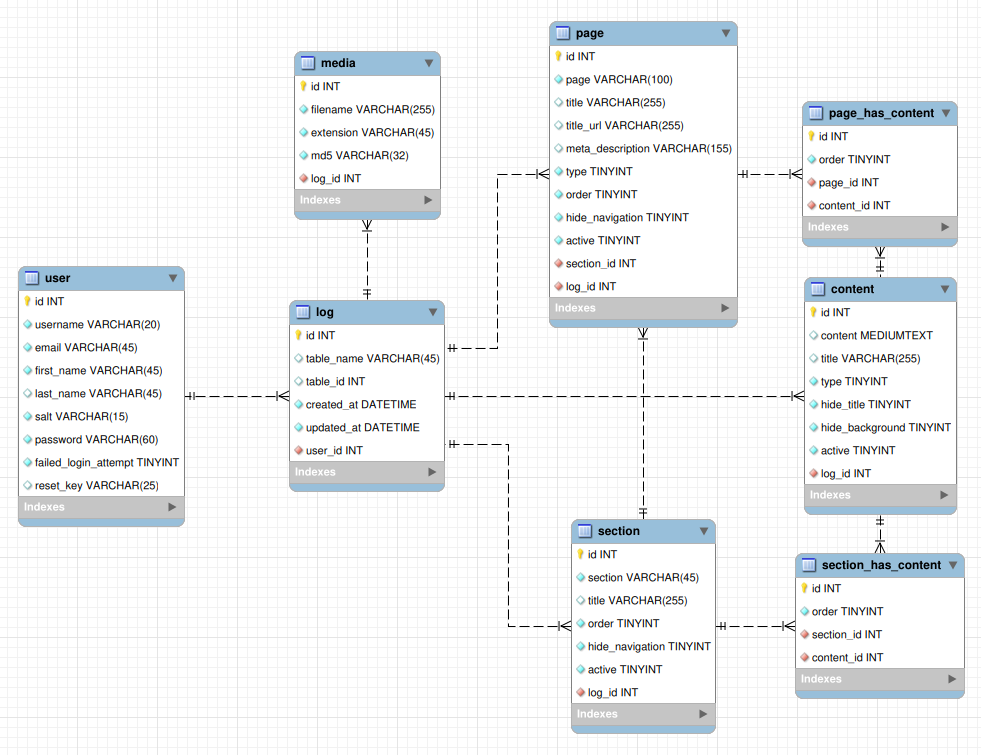 media
id INT
filename VARCHAR(255)
extension VARCHAR(45)
md5 VARCHAR(32)
log_id INT
Indexes
page
id INT
page VARCHAR(100)
title VARCHAR(255)
title_url VARCHAR(255)
meta_description VARCHAR(155)
type TINYINT
order TINYINT
hide_navigation TINYINT
active TINYINT
section_id INT
log_id INT
Indexes
page_has_content
id INT
order TINYINT
page_id INT
content_id INT
Indexes
user
id INT
username VARCHAR(20)
email VARCHAR(45)
first_name VARCHAR(45)
last_name VARCHAR(45)
salt VARCHAR(15)
password VARCHAR(60)
failed_login_attempt TINYINT
reset_key VARCHAR(25)
Indexes
log
id INT
table_name VARCHAR(45)
table_id INT
created_at DATETIME
updated_at DATETIME
user_id INT
Indexes
content
id INT
content MEDIUMTEXT
title VARCHAR(255)
type TINYINT
hide_title TINYINT
hide_background TINYINT
active TINYINT
log_id INT
Indexes
section
id INT
section VARCHAR(45)
title VARCHAR(255)
order TINYINT
hide_navigation TINYINT
active TINYINT
log_id INT
Indexes
section_has_content
id INT
order TINYINT
section_id INT
content_id INT
Indexes